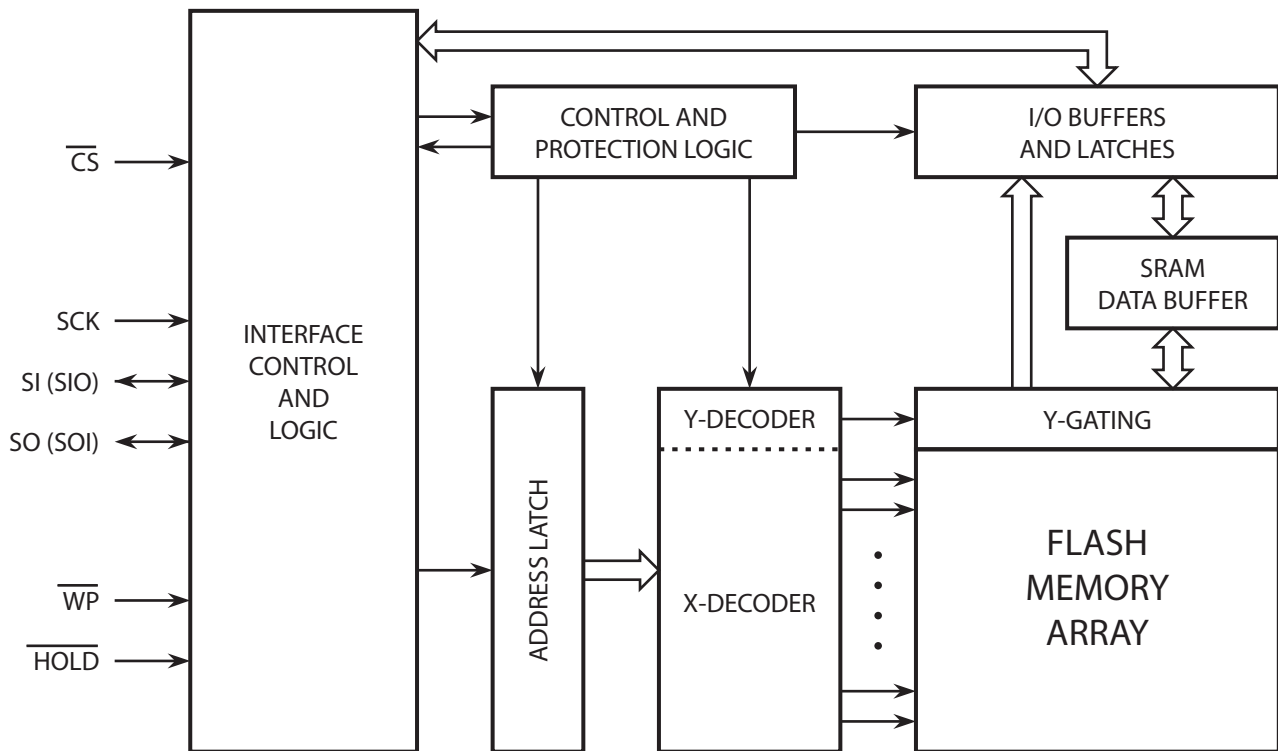 CONTROL AND
PROTECTION LOGIC
I/O BUFFERS
AND LATCHES
CS
SRAM
DATA BUFFER
SCK
INTERFACE
CONTROL
AND
LOGIC
SI (SIO)
SO (SOI)
Y-DECODER
Y-GATING
ADDRESS LATCH
FLASH
MEMORY
ARRAY
X-DECODER
WP
HOLD